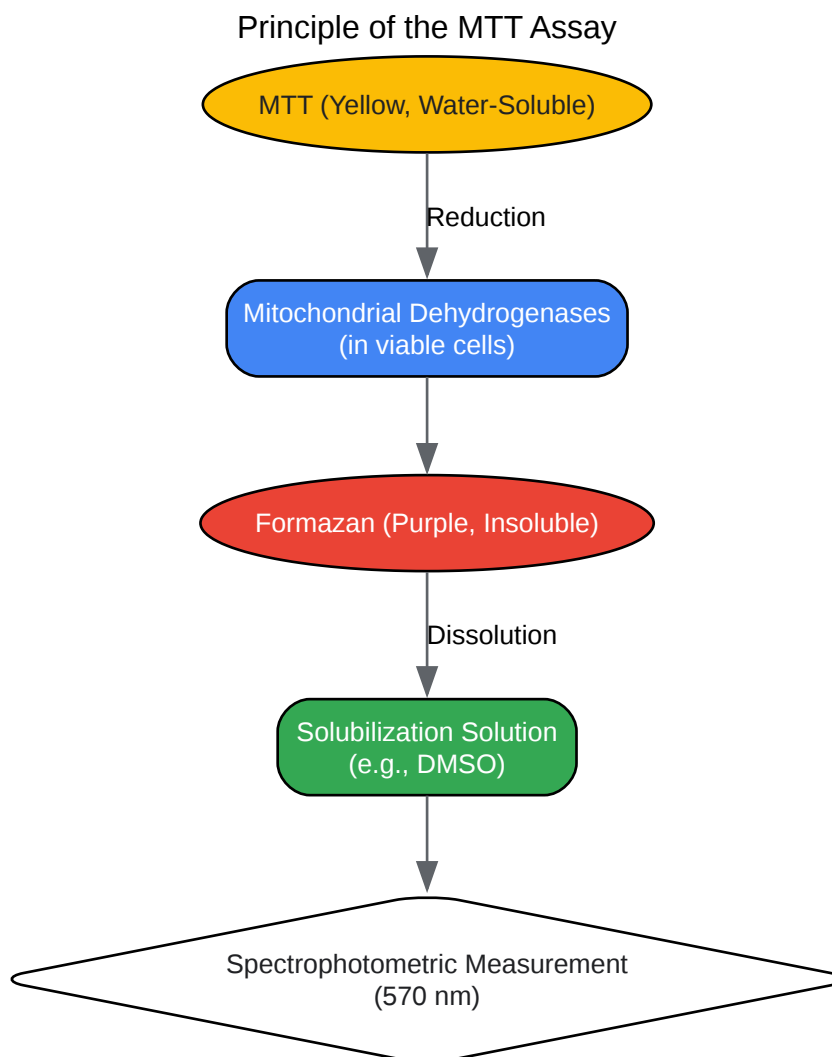 Principle of the MTT Assay
MTT (Yellow, Water-Soluble)
Reduction
Mitochondrial Dehydrogenases
(in viable cells)
Formazan (Purple, Insoluble)
Dissolution
Solubilization Solution
(e.g., DMSO)
Spectrophotometric Measurement
(570 nm)